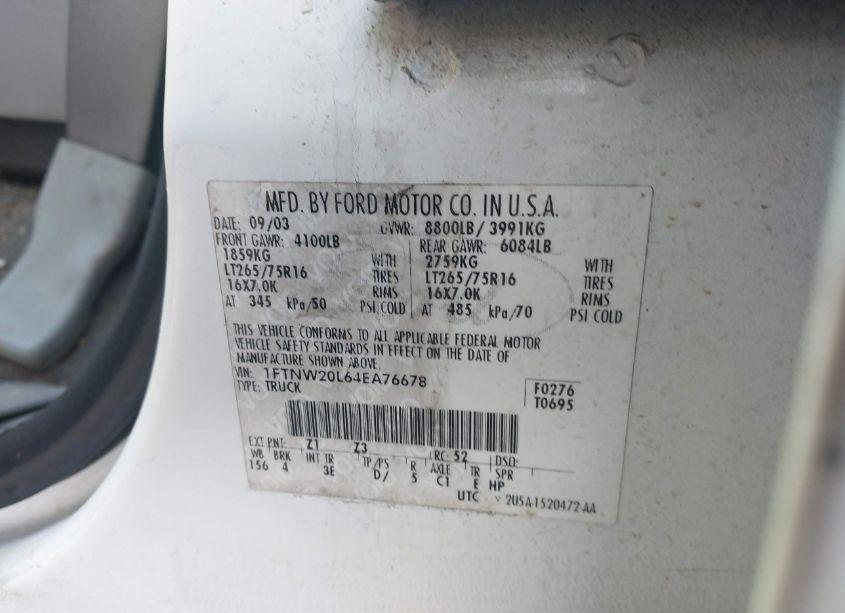 MFD. BY FORD MOTOR CO. IN U.S.A.
DATE: 09/03 GVWR: 8800LB/ 3991KG
FRONT GAWR: 4100LB REAR GAWR: 6084LB
1859KG WITH 2759KG WITH
LT265/75R16 TIRES LT265/75R16 TIRES
16X7.0K RIMS 16X7.0K RIMS
AT 345 kPa/50 PSI COLD AT 485 kPa/70 PSI COLD
THIS VEHICLE CONFORMS TO ALL APPLICABLE FEDERAL MOTOR
VEHICLE SAFETY STANDARDS IN EFFECT ON THE DATE OF
MANUFACTURE SHOWN ABOVE.
VIN: 1FTNW20L64EA76678
TYPE: TRUCK
F0276
T0695
EXT PNT: Z1 Z3 RC: 52 DSO:
WB BRK INT TR TP/PS R AXLE TR SPR
156 4 3E D/ 5 C1 E HP
UTC 2U5A-1520472-AA